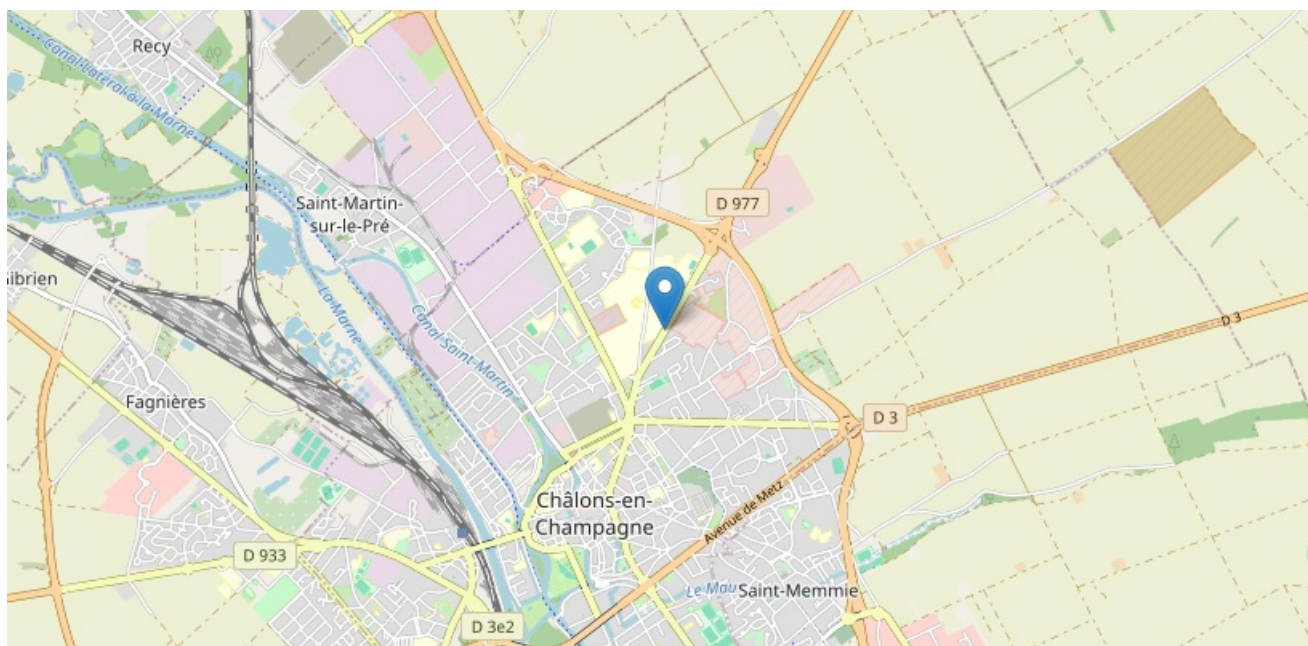 Recy
Canal Latéral à la Marne
Saint-Martin-
sur-le-Pré
D 977
ibrien
La Marne
Canal Saint-Martin
D 3
Fagnières
D 3
Châlons-en-
Champagne
Avenue de Metz
D 933
Le Mau
Saint-Memmie
D 3e2